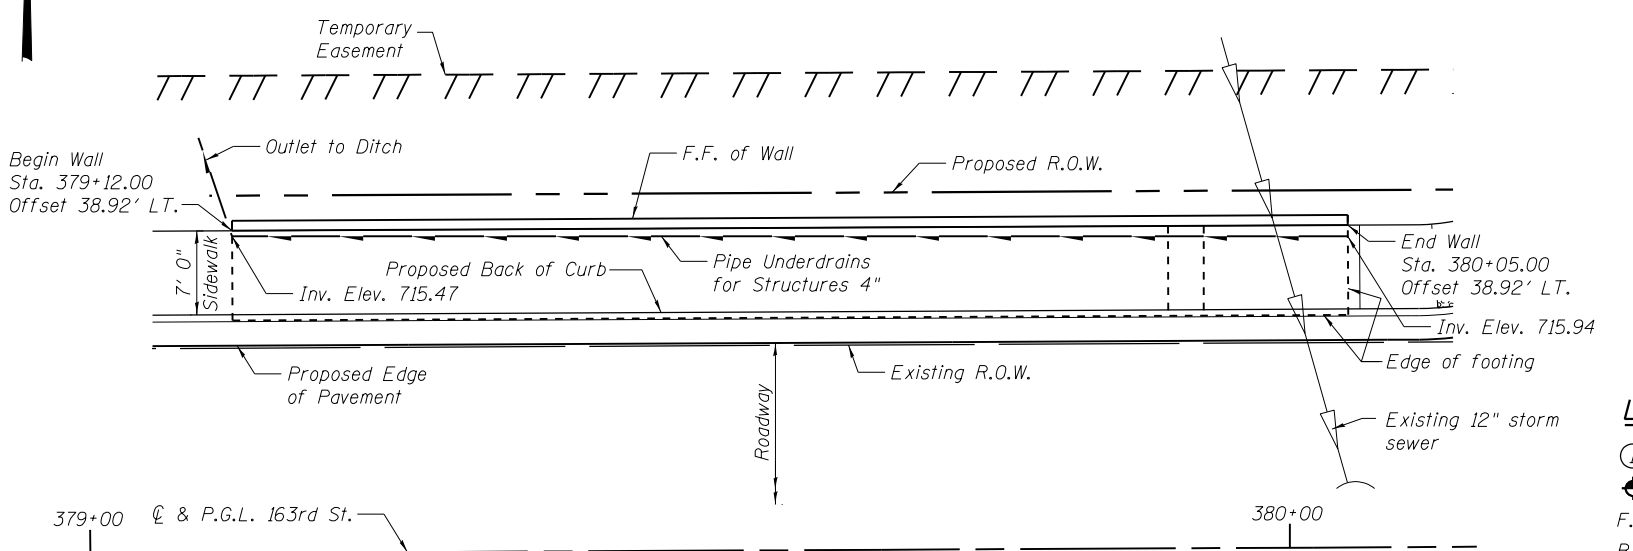 Temporary
Easement
Outlet to Ditch
F.F. of Wall
Proposed R.O.W.
Begin Wall
Sta. 379+12.00
Offset 38.92' LT.
7' 0"
Sidewalk
Proposed Back of Curb
Inv. Elev. 715.47
Pipe Underdrains
for Structures 4"
End Wall
Sta. 380+05.00
Offset 38.92' LT.
Inv. Elev. 715.94
Edge of footing
Proposed Edge
of Pavement
Existing R.O.W.
Roadway
Existing 12" storm
sewer
379+00
℄ & P.G.L. 163rd St.
380+00
F.